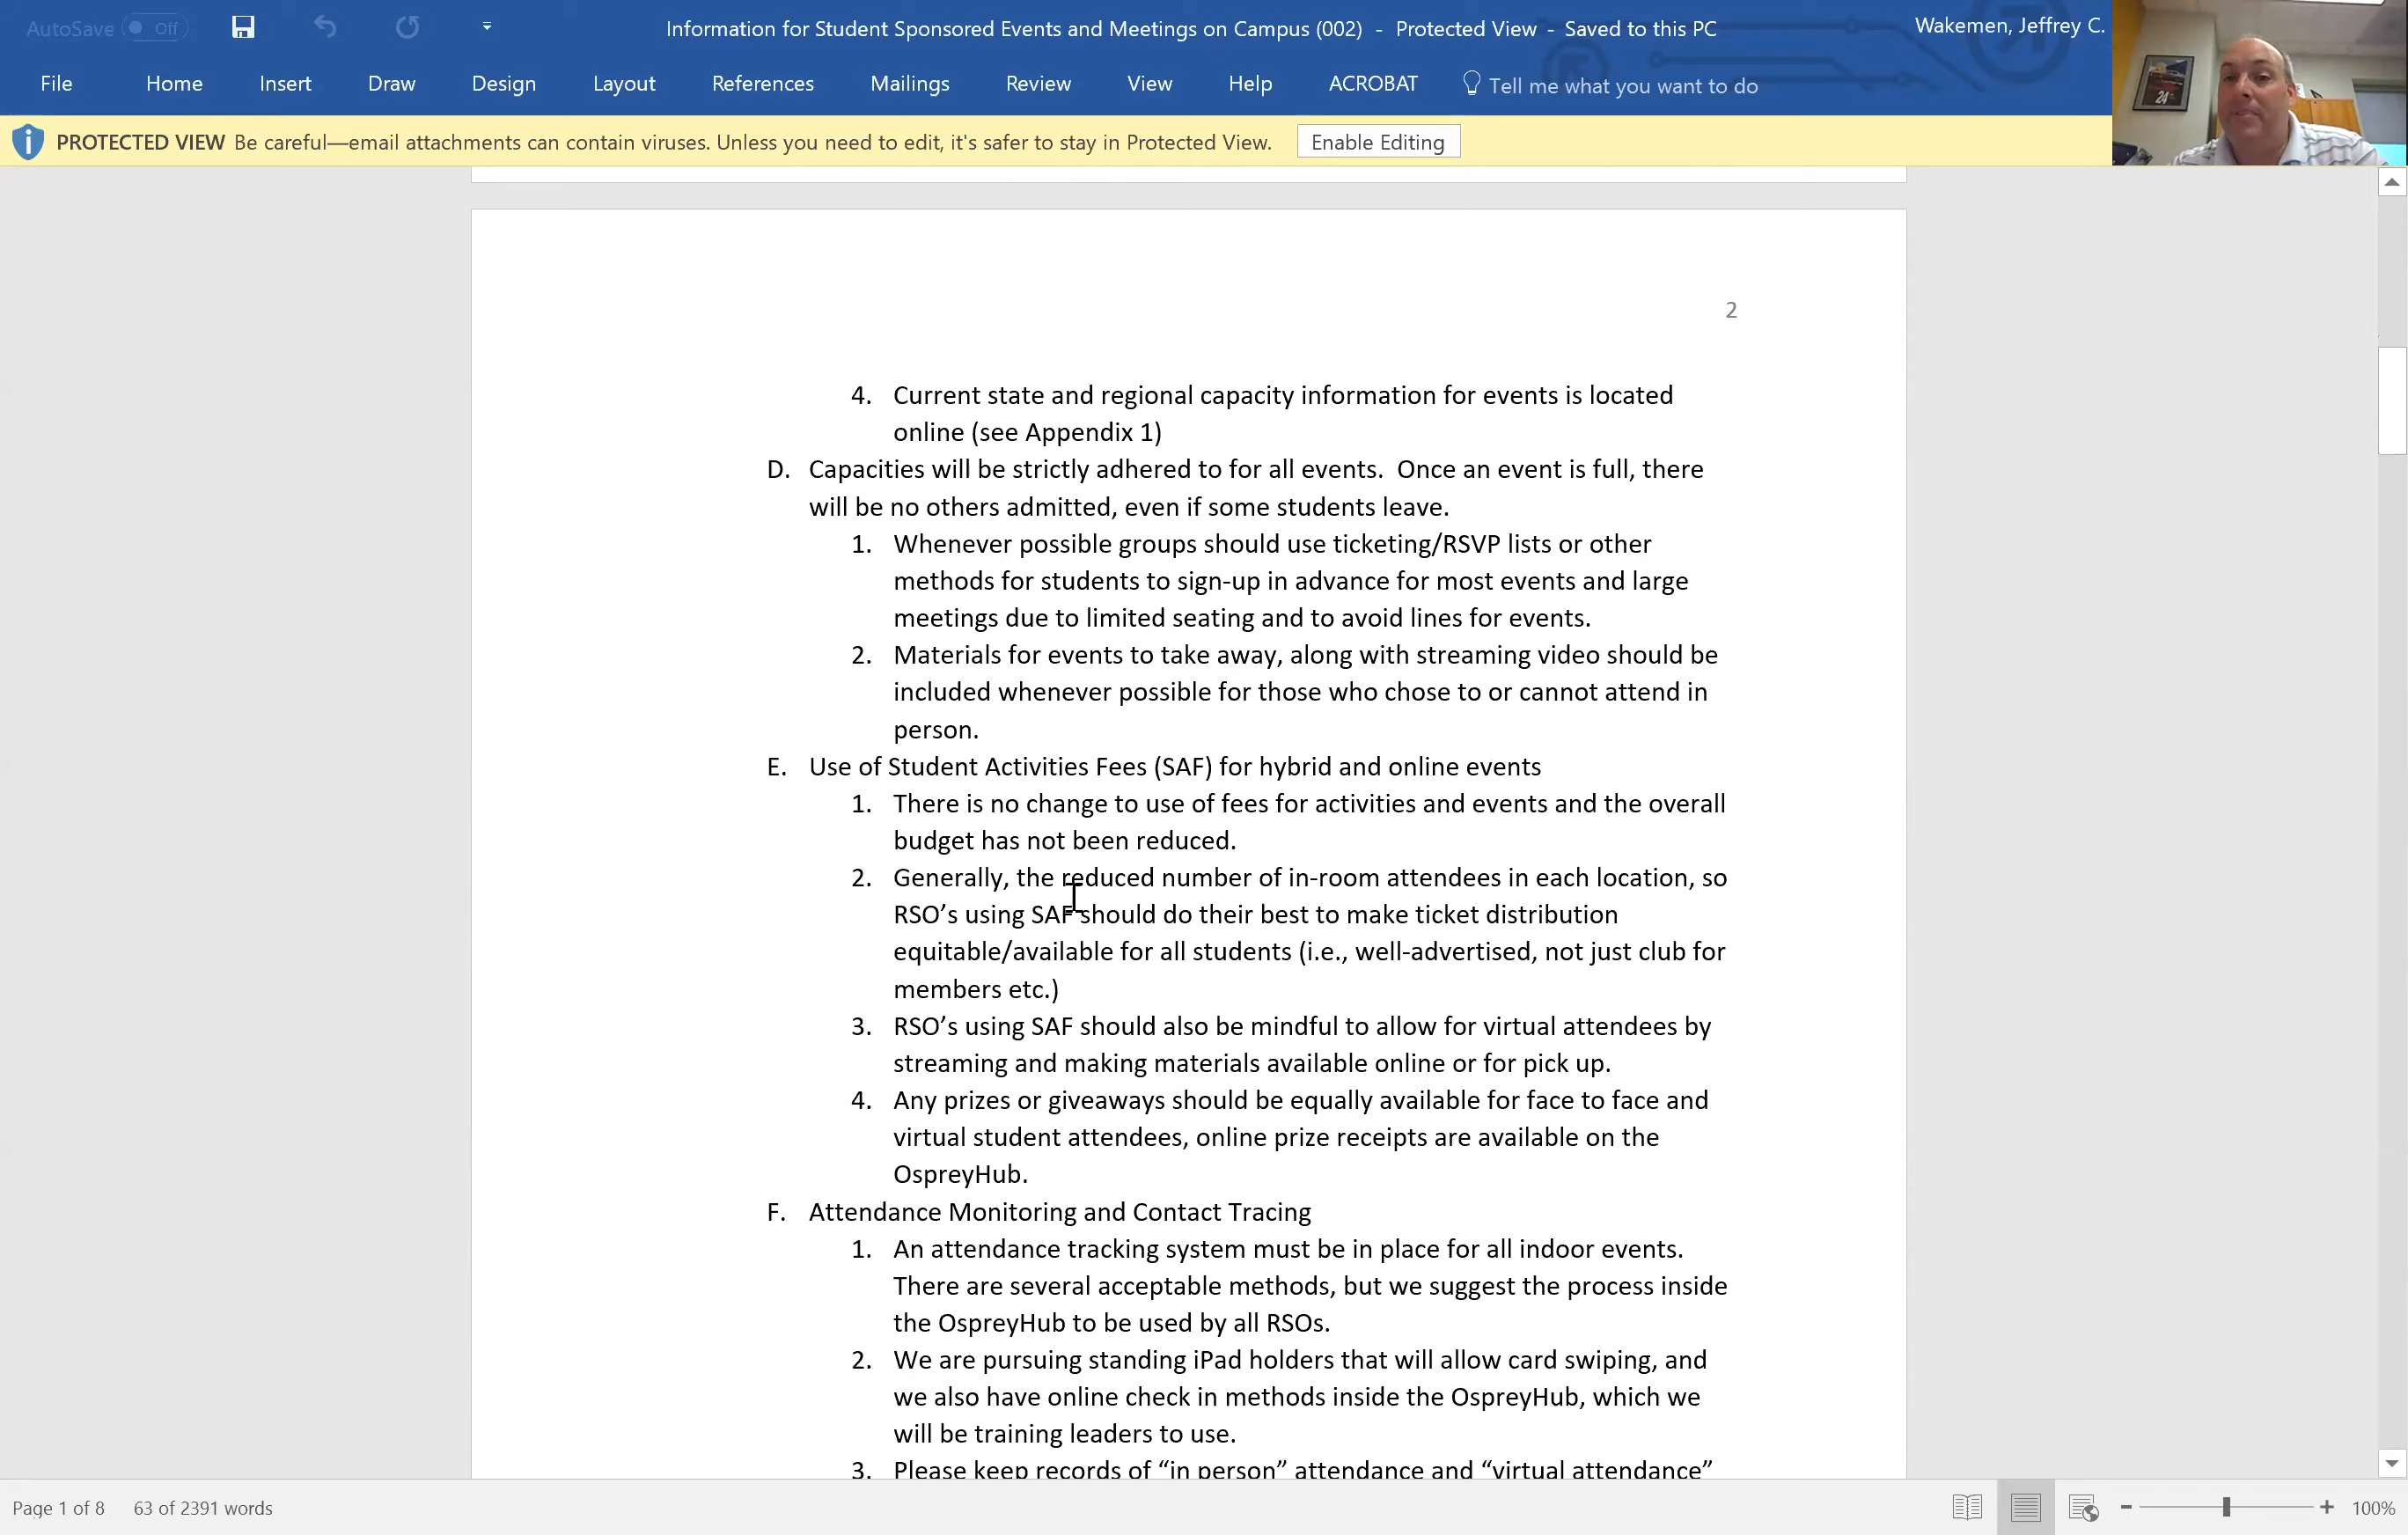 AutoSave Off
Information for Student Sponsored Events and Meetings on Campus (002) - Protected View - Saved to this PC
Wakemen, Jeffrey C.
File Home Insert Draw Design Layout References Mailings Review View Help ACROBAT Tell me what you want to do
PROTECTED VIEW Be careful—email attachments can contain viruses. Unless you need to edit, it's safer to stay in Protected View. Enable Editing
24
2
4. Current state and regional capacity information for events is located
online (see Appendix 1)
D. Capacities will be strictly adhered to for all events. Once an event is full, there
will be no others admitted, even if some students leave.
1. Whenever possible groups should use ticketing/RSVP lists or other
methods for students to sign-up in advance for most events and large
meetings due to limited seating and to avoid lines for events.
2. Materials for events to take away, along with streaming video should be
included whenever possible for those who chose to or cannot attend in
person.
E. Use of Student Activities Fees (SAF) for hybrid and online events
1. There is no change to use of fees for activities and events and the overall
budget has not been reduced.
2. Generally, the reduced number of in-room attendees in each location, so
RSO’s using SAF should do their best to make ticket distribution
equitable/available for all students (i.e., well-advertised, not just club for
members etc.)
3. RSO’s using SAF should also be mindful to allow for virtual attendees by
streaming and making materials available online or for pick up.
4. Any prizes or giveaways should be equally available for face to face and
virtual student attendees, online prize receipts are available on the
OspreyHub.
F. Attendance Monitoring and Contact Tracing
1. An attendance tracking system must be in place for all indoor events.
There are several acceptable methods, but we suggest the process inside
the OspreyHub to be used by all RSOs.
2. We are pursuing standing iPad holders that will allow card swiping, and
we also have online check in methods inside the OspreyHub, which we
will be training leaders to use.
3. Please keep records of “in person” attendance and “virtual attendance”
Page 1 of 8 63 of 2391 words 100%